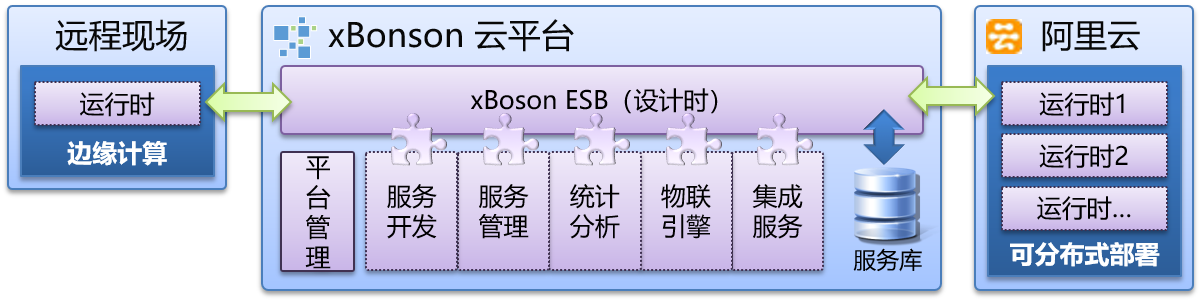 远程现场
运行时
边缘计算
xBonson 云平台
xBoson ESB（设计时）
平
台
管
理
服务
开发
服务
管理
统计
分析
物联
引擎
集成
服务
服务库
云
阿里云
运行时1
运行时2
运行时...
可分布式部署